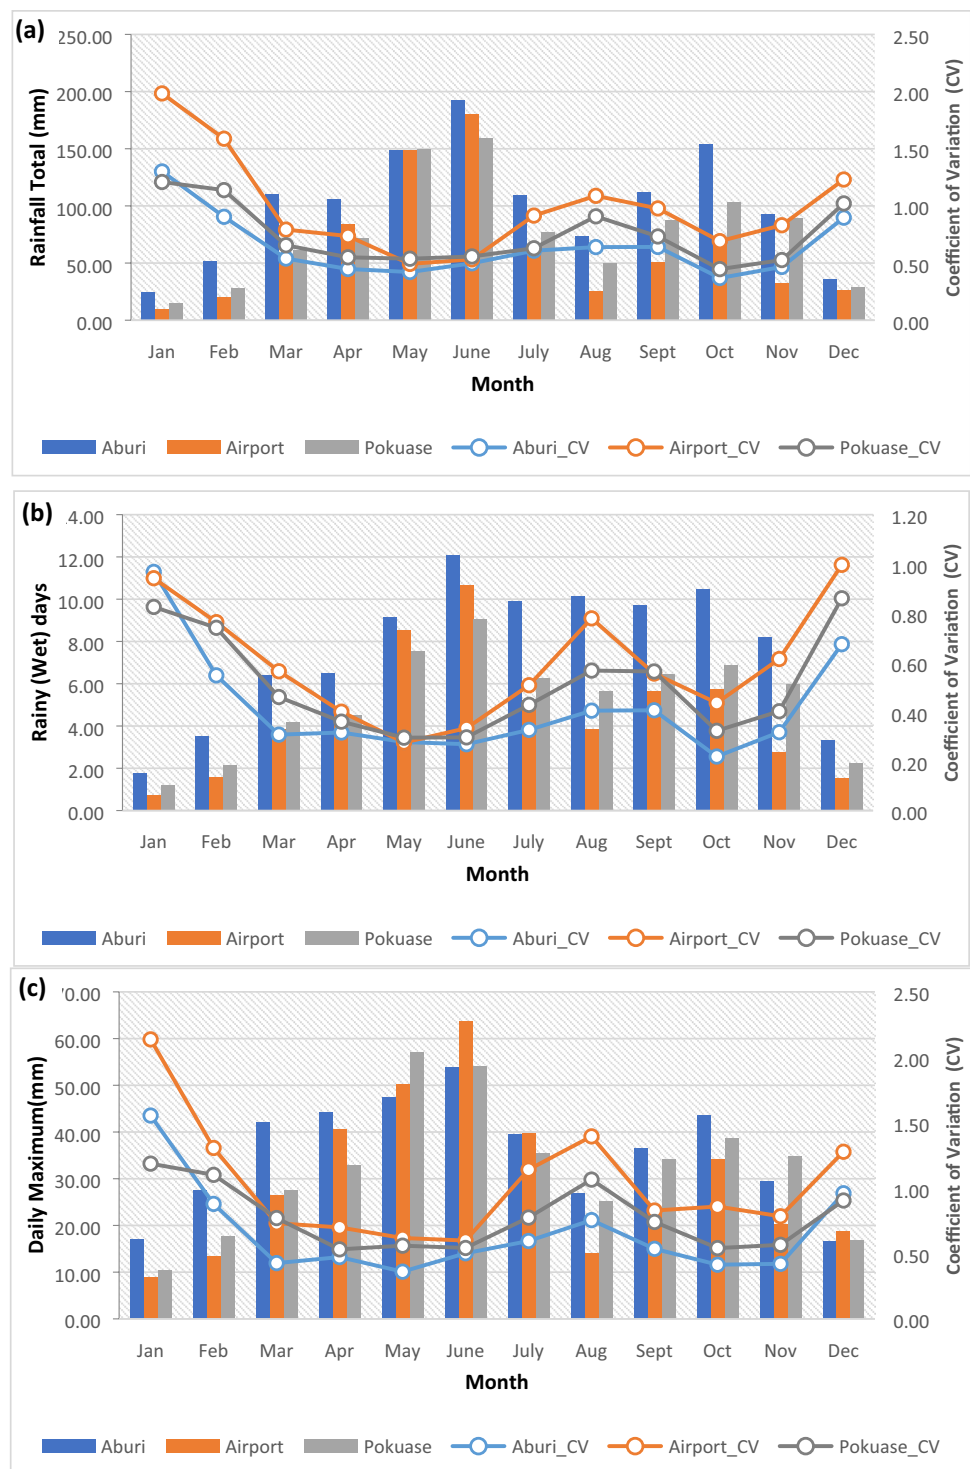 (a)
250.00
200.00
150.00
100.00
50.00
0.00
Rainfall Total (mm)
2.50
2.00
1.50
1.00
0.50
0.00
Coefficient of Variation (CV)
Jan Feb Mar Apr May June July Aug Sept Oct Nov Dec
Month
Aburi Airport Pokuase Aburi_CV Airport_CV Pokuase_CV
(b)
14.00
12.00
10.00
8.00
6.00
4.00
2.00
0.00
Rainy (Wet) days
1.20
1.00
0.80
0.60
0.40
0.20
0.00
Coefficient of Variation (CV)
Jan Feb Mar Apr May June July Aug Sept Oct Nov Dec
Month
Aburi Airport Pokuase Aburi_CV Airport_CV Pokuase_CV
(c)
70.00
60.00
50.00
40.00
30.00
20.00
10.00
0.00
Daily Maximum(mm)
2.50
2.00
1.50
1.00
0.50
0.00
Coefficient of Variation (CV)
Jan Feb Mar Apr May June July Aug Sept Oct Nov Dec
Month
Aburi Airport Pokuase Aburi_CV Airport_CV Pokuase_CV